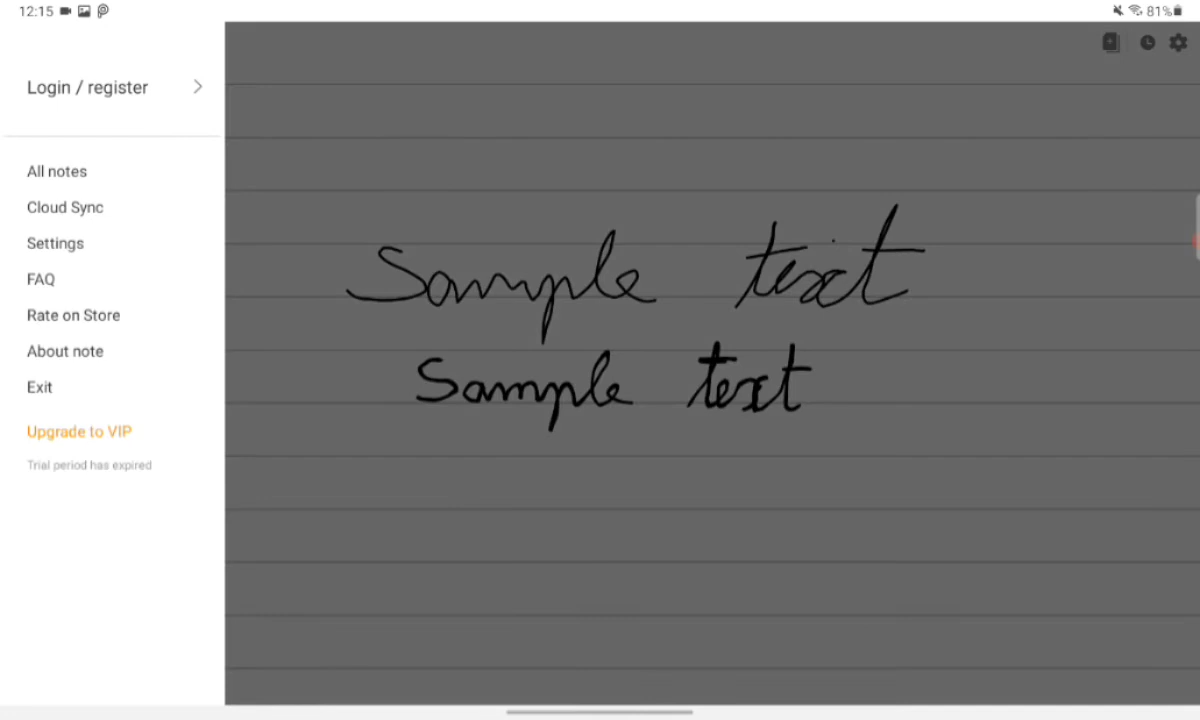 12:15 81%
Login / register
All notes
Cloud Sync
Settings
FAQ
Rate on Store
About note
Exit
Upgrade to VIP
Trial period has expired
Sample text
Sample text